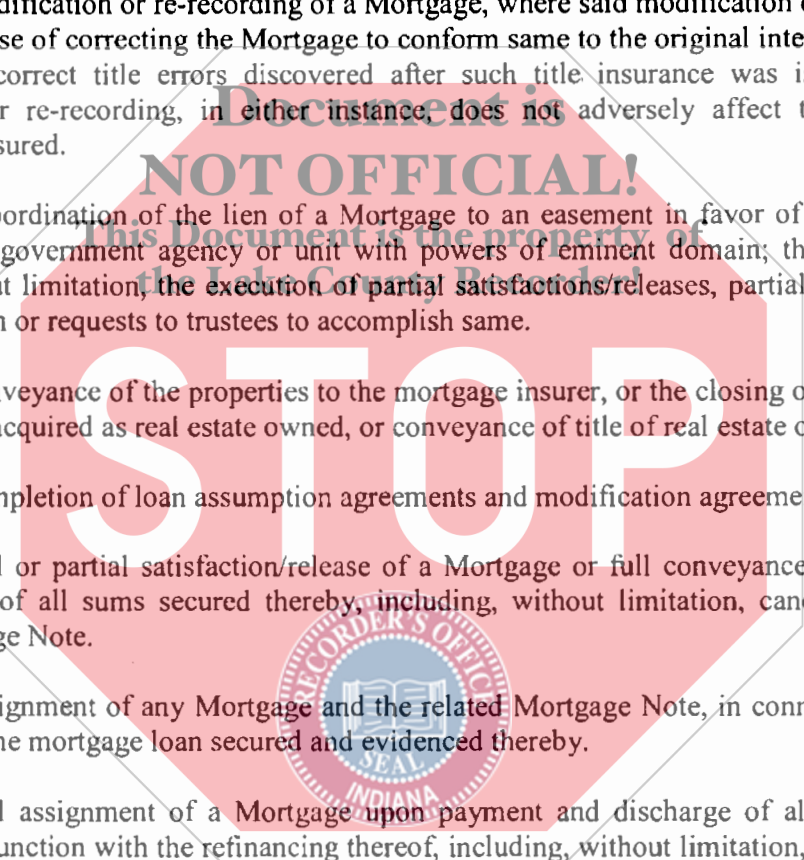 dification or re-recording of a Mortgage, where said modification
se of correcting the Mortgage to conform same to the original inte
correct title errors discovered after such title insurance was i
r re-recording, in either instance, does not adversely affect t
sured.
Document is
NOT OFFICIAL!
This Document is the property of
the Lake County Recorder!
ordination of the lien of a Mortgage to an easement in favor of
government agency or unit with powers of eminent domain; th
t limitation, the execution of partial satisfactions/releases, partial
n or requests to trustees to accomplish same.
STOP
veyance of the properties to the mortgage insurer, or the closing o
acquired as real estate owned, or conveyance of title of real estate o
npletion of loan assumption agreements and modification agreeme
l or partial satisfaction/release of a Mortgage or full conveyance
of all sums secured thereby, including, without limitation, canc
ge Note.
RECORDER'S OFFICE
SEAL
INDIANA
ignment of any Mortgage and the related Mortgage Note, in conn
ne mortgage loan secured and evidenced thereby.
l assignment of a Mortgage upon payment and discharge of al
unction with the refinancing thereof, including, without limitation,